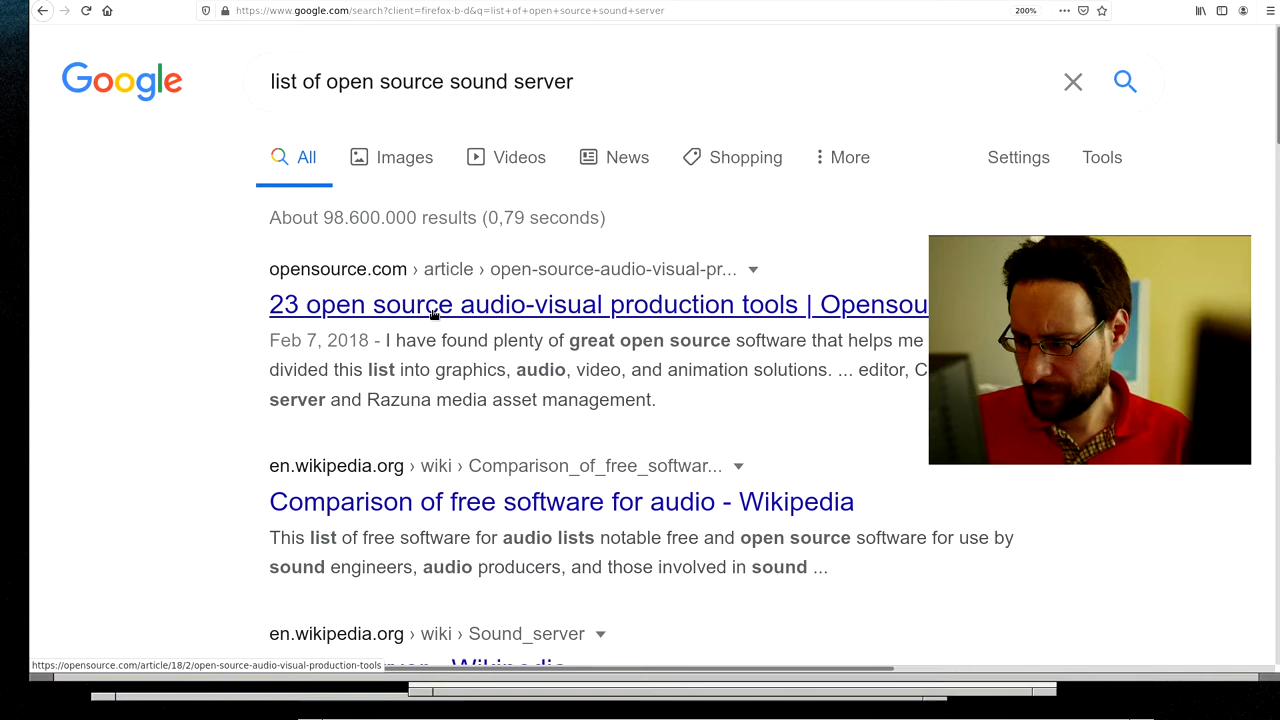 https://www.google.com/search?client=firefox-b-d&q=list+of+open+source+sound+server
200%
Google
list of open source sound server
All Images Videos News Shopping More Settings Tools
About 98.600.000 results (0,79 seconds)
opensource.com › article › open-source-audio-visual-pr...
23 open source audio-visual production tools | Opensou
Feb 7, 2018 - I have found plenty of great open source software that helps me
divided this list into graphics, audio, video, and animation solutions. ... editor, C
server and Razuna media asset management.
en.wikipedia.org › wiki › Comparison_of_free_softwar...
Comparison of free software for audio - Wikipedia
This list of free software for audio lists notable free and open source software for use by
sound engineers, audio producers, and those involved in sound ...
en.wikipedia.org › wiki › Sound_server
Wikipedia
https://opensource.com/article/18/2/open-source-audio-visual-production-tools